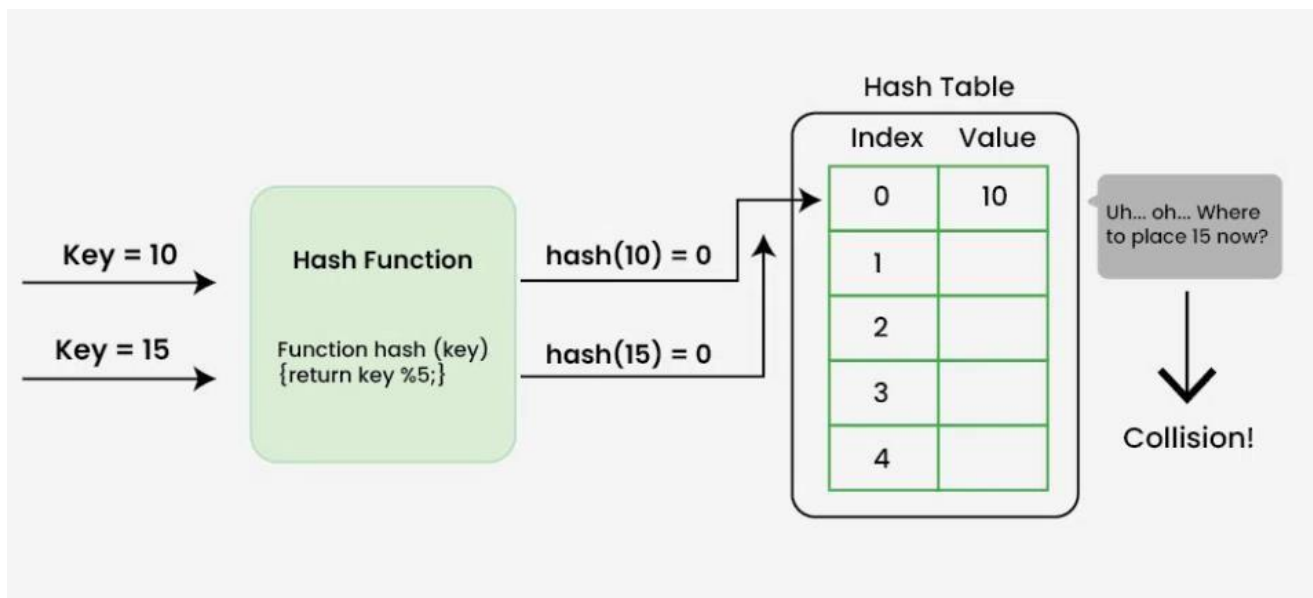 Hash Table
Index Value
Key = 10
Key = 15
Hash Function
Function hash (key)
{return key %5;}
hash(10) = 0
hash(15) = 0
0 10
1
2
3
4
Uh... oh... Where
to place 15 now?
Collision!